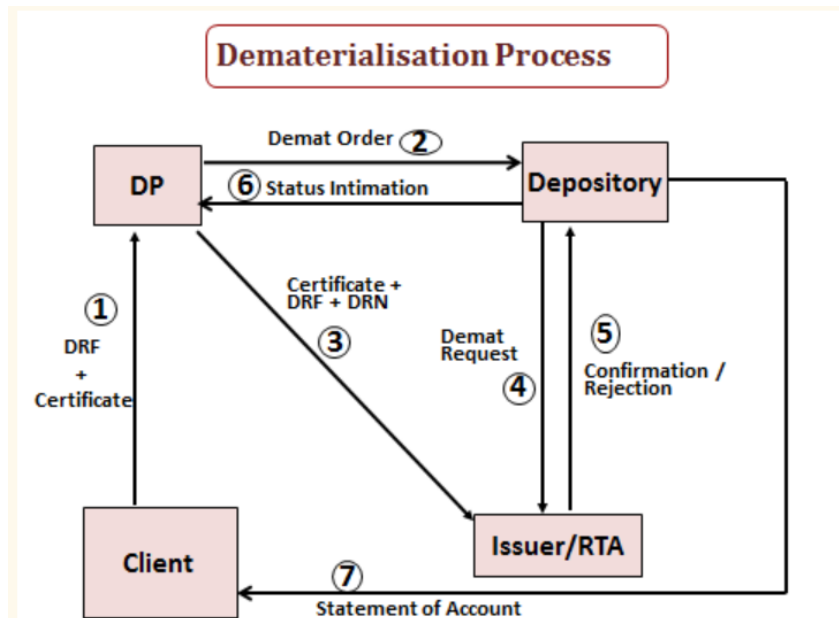 Dematerialisation Process
Demat Order 2
DP
Depository
6 Status Intimation
1
DRF
+
Certificate
Certificate +
DRF + DRN
3
Demat
Request
4
5
Confirmation /
Rejection
Client
Issuer/RTA
7
Statement of Account